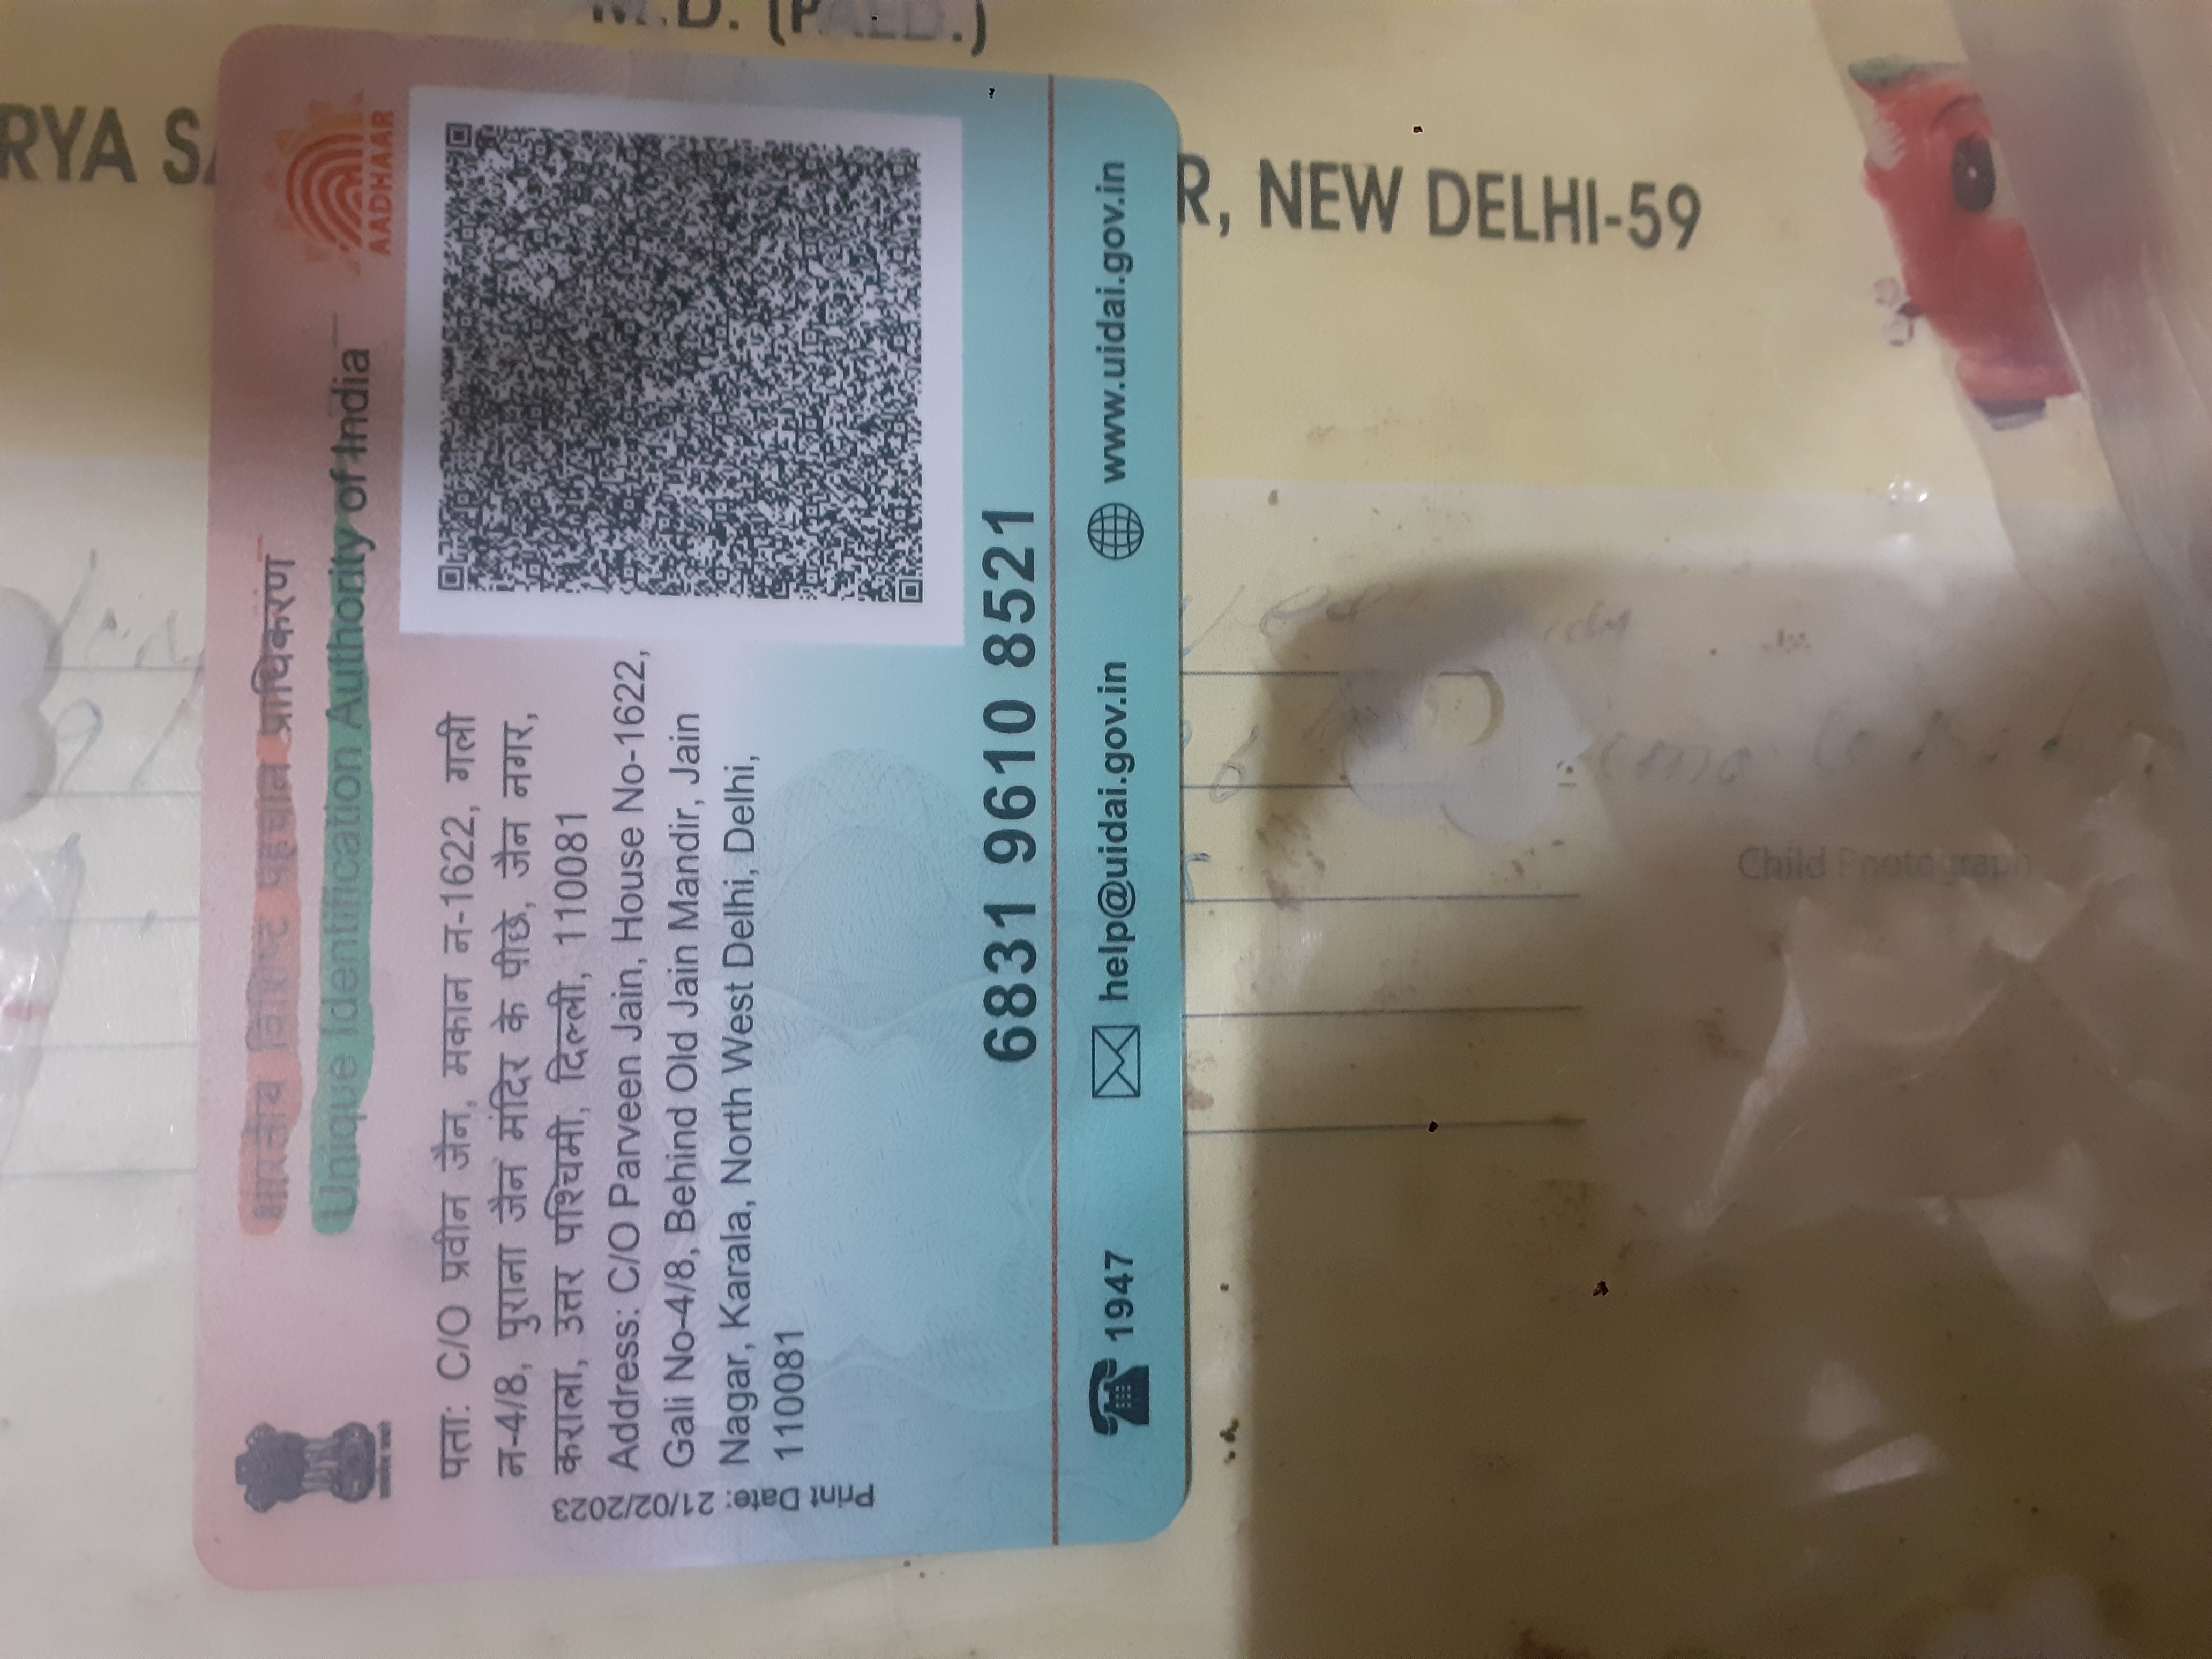 M.D. (PAED.)
R, NEW DELHI-59
भारतीय विशिष्ट पहचान प्राधिकरण
Unique Identification Authority of India
AADHAAR
पता: C/O प्रवीन जैन, मकान न-1622, गली
न-4/8, पुराना जैन मंदिर के पीछे, जैन नगर,
कराला, उत्तर पश्चिमी, दिल्ली, 110081
Address: C/O Parveen Jain, House No-1622,
Gali No-4/8, Behind Old Jain Mandir, Jain
Nagar, Karala, North West Delhi, Delhi,
110081
Print Date: 21/02/2023
6831 9610 8521
1947
help@uidai.gov.in
www.uidai.gov.in
Child Photograph